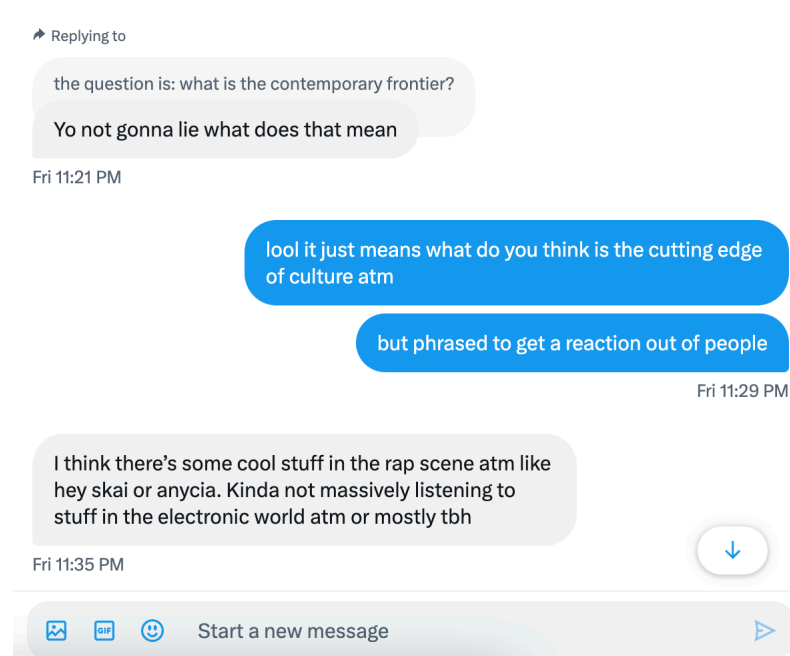 Replying to
the question is: what is the contemporary frontier?
Yo not gonna lie what does that mean
Fri 11:21 PM
lool it just means what do you think is the cutting edge
of culture atm
but phrased to get a reaction out of people
Fri 11:29 PM
I think there’s some cool stuff in the rap scene atm like
hey skai or anycia. Kinda not massively listening to
stuff in the electronic world atm or mostly tbh
Fri 11:35 PM
GIF
Start a new message